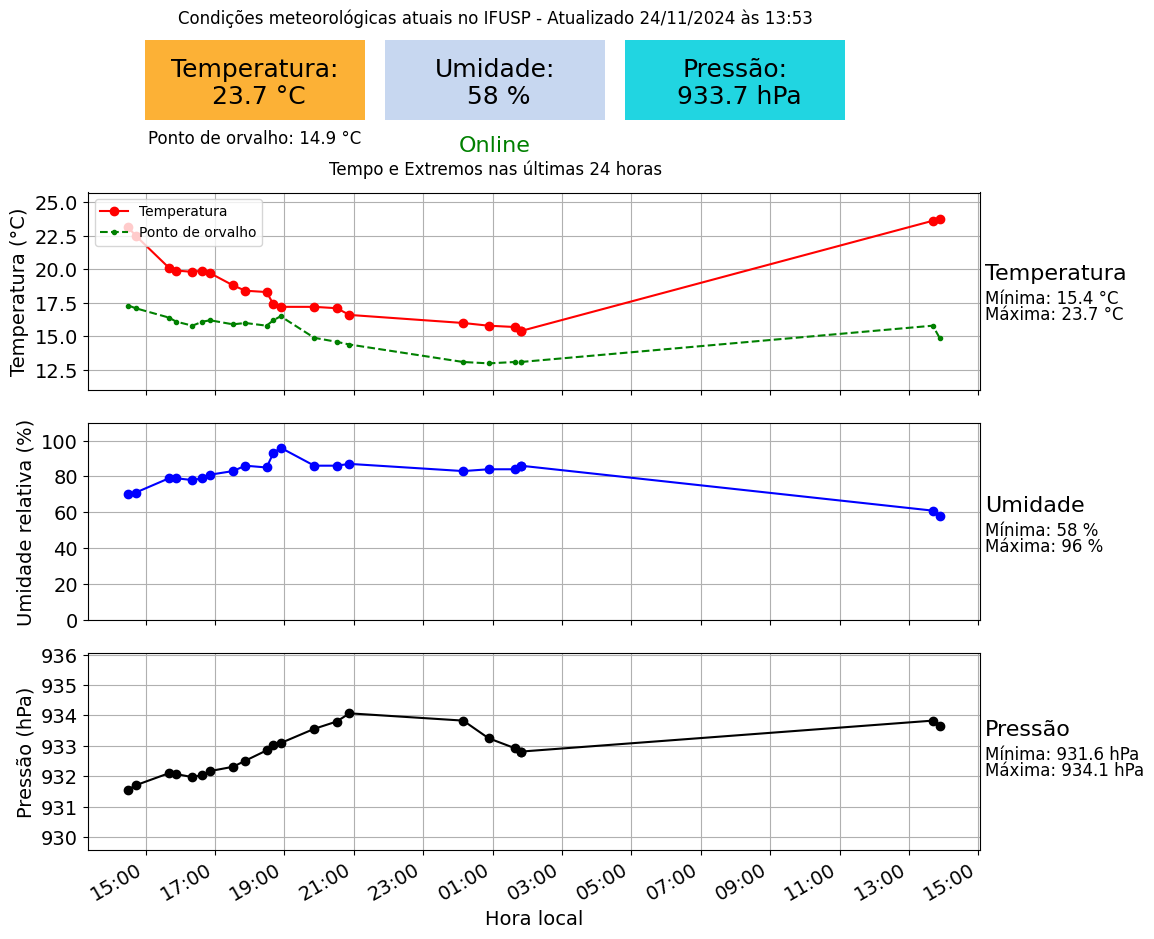 Condições meteorológicas atuais no IFUSP - Atualizado 24/11/2024 às 13:53
Temperatura:
23.7 °C
Umidade:
58 %
Pressão:
933.7 hPa
Ponto de orvalho: 14.9 °C
Online
Tempo e Extremos nas últimas 24 horas
Temperatura (°C)
25.0
22.5
20.0
17.5
15.0
12.5
Temperatura
Ponto de orvalho
Temperatura
Mínima: 15.4 °C
Máxima: 23.7 °C
Umidade relativa (%)
100
80
60
40
20
0
Umidade
Mínima: 58 %
Máxima: 96 %
Pressão (hPa)
936
935
934
933
932
931
930
Pressão
Mínima: 931.6 hPa
Máxima: 934.1 hPa
15:00
17:00
19:00
21:00
23:00
01:00
03:00
05:00
07:00
09:00
11:00
13:00
15:00
Hora local